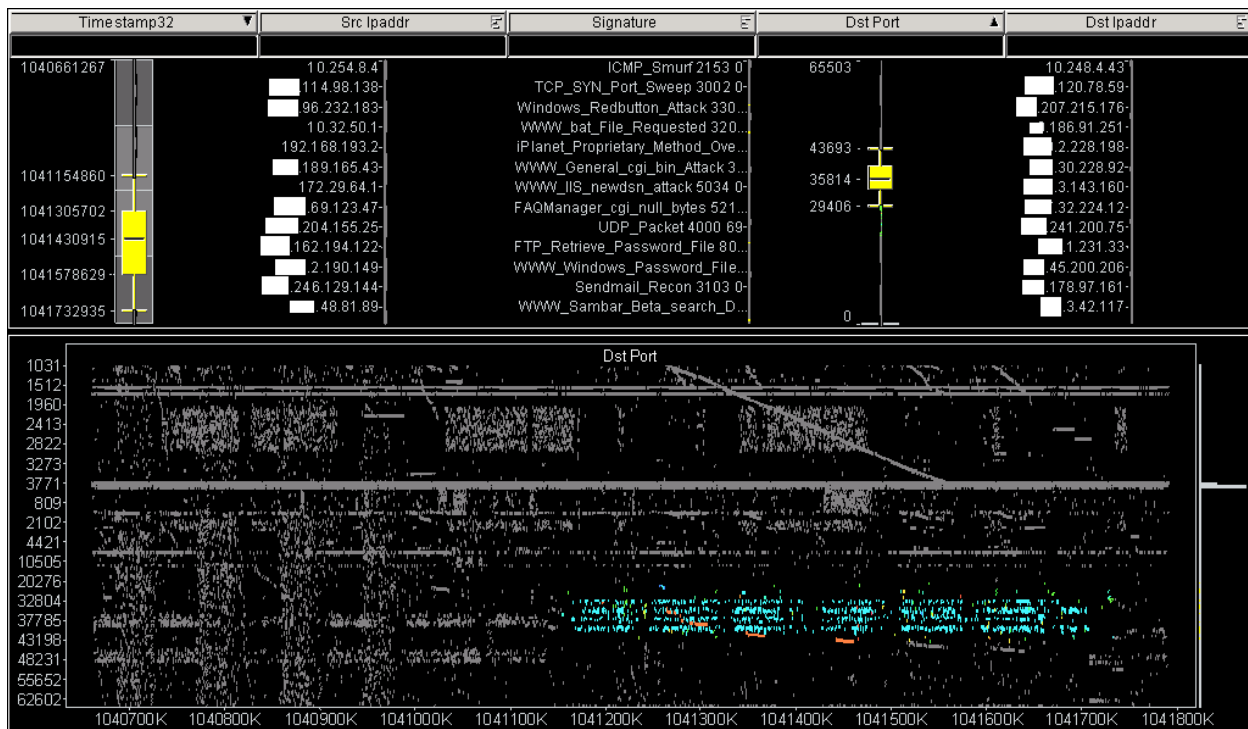 Timestamp32 Src Ipaddr Signature Dst Port Dst Ipaddr
1040661267 10.254.8.4 ICMP_Smurf 2153 0 65503 10.248.4.43
.114.98.138 TCP_SYN_Port_Sweep 3002 0 .120.78.59
.96.232.183 Windows_Redbutton_Attack 330... .207.215.176
10.32.50.1 WWW_bat_File_Requested 320... .186.91.251
192.168.193.2 iPlanet_Proprietary_Method_Ove... 43693 .2.228.198
.189.165.43 WWW_General_cgi_bin_Attack 3... .30.228.92
1041154860 172.29.64.1 WWW_IIS_newdsn_attack 5034 0 35814 .3.143.160
1041305702 .69.123.47 FAQManager_cgi_null_bytes 521... 29406 .32.224.12
.204.155.25 UDP_Packet 4000 69 .241.200.75
1041430915 .162.194.122 FTP_Retrieve_Password_File 80... .1.231.33
1041578629 .2.190.149 WWW_Windows_Password_File... .45.200.206
.246.129.144 Sendmail_Recon 3103 0 .178.97.161
1041732935 .48.81.89 WWW_Sambar_Beta_search_D... 0 .3.42.117
Dst Port
1031
1512
1960
2413
2822
3273
3771
809
2102
4421
10505
20276
32804
37785
43198
48231
55652
62602
1040700K 1040800K 1040900K 1041000K 1041100K 1041200K 1041300K 1041400K 1041500K 1041600K 1041700K 1041800K